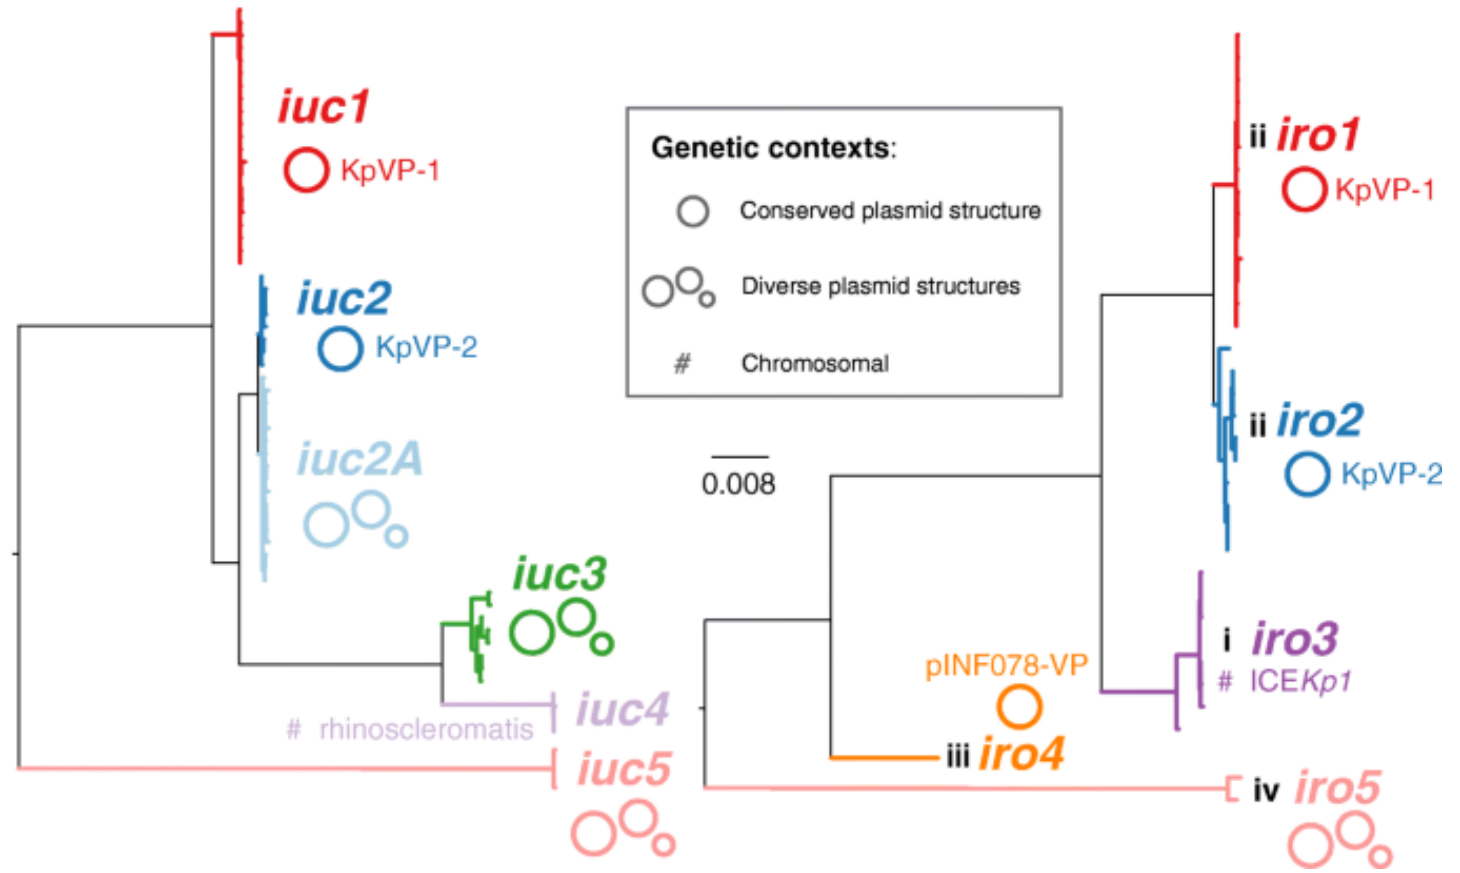 iuc1
KpVP-1
iuc2
KpVP-2
iuc2A
iuc3
# rhinoscleromatis
iuc4
iuc5
Genetic contexts:
Conserved plasmid structure
Diverse plasmid structures
# Chromosomal
0.008
ii iro1
KpVP-1
ii iro2
KpVP-2
i iro3
# ICEKp1
pINF078-VP
iii iro4
iv iro5